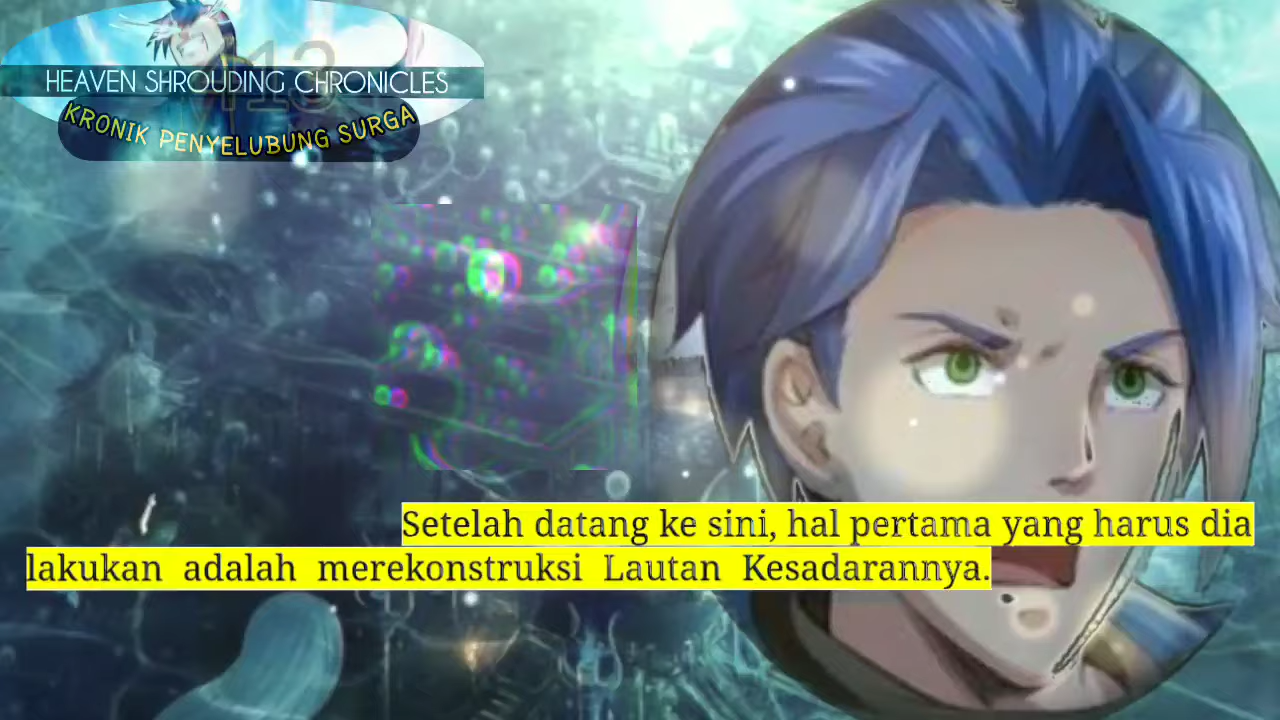 HEAVEN SHROUDING CHRONICLES
KRONIK PENYELUBUNG SURGA
Setelah datang ke sini, hal pertama yang harus dia
lakukan adalah merekonstruksi Lautan Kesadarannya.